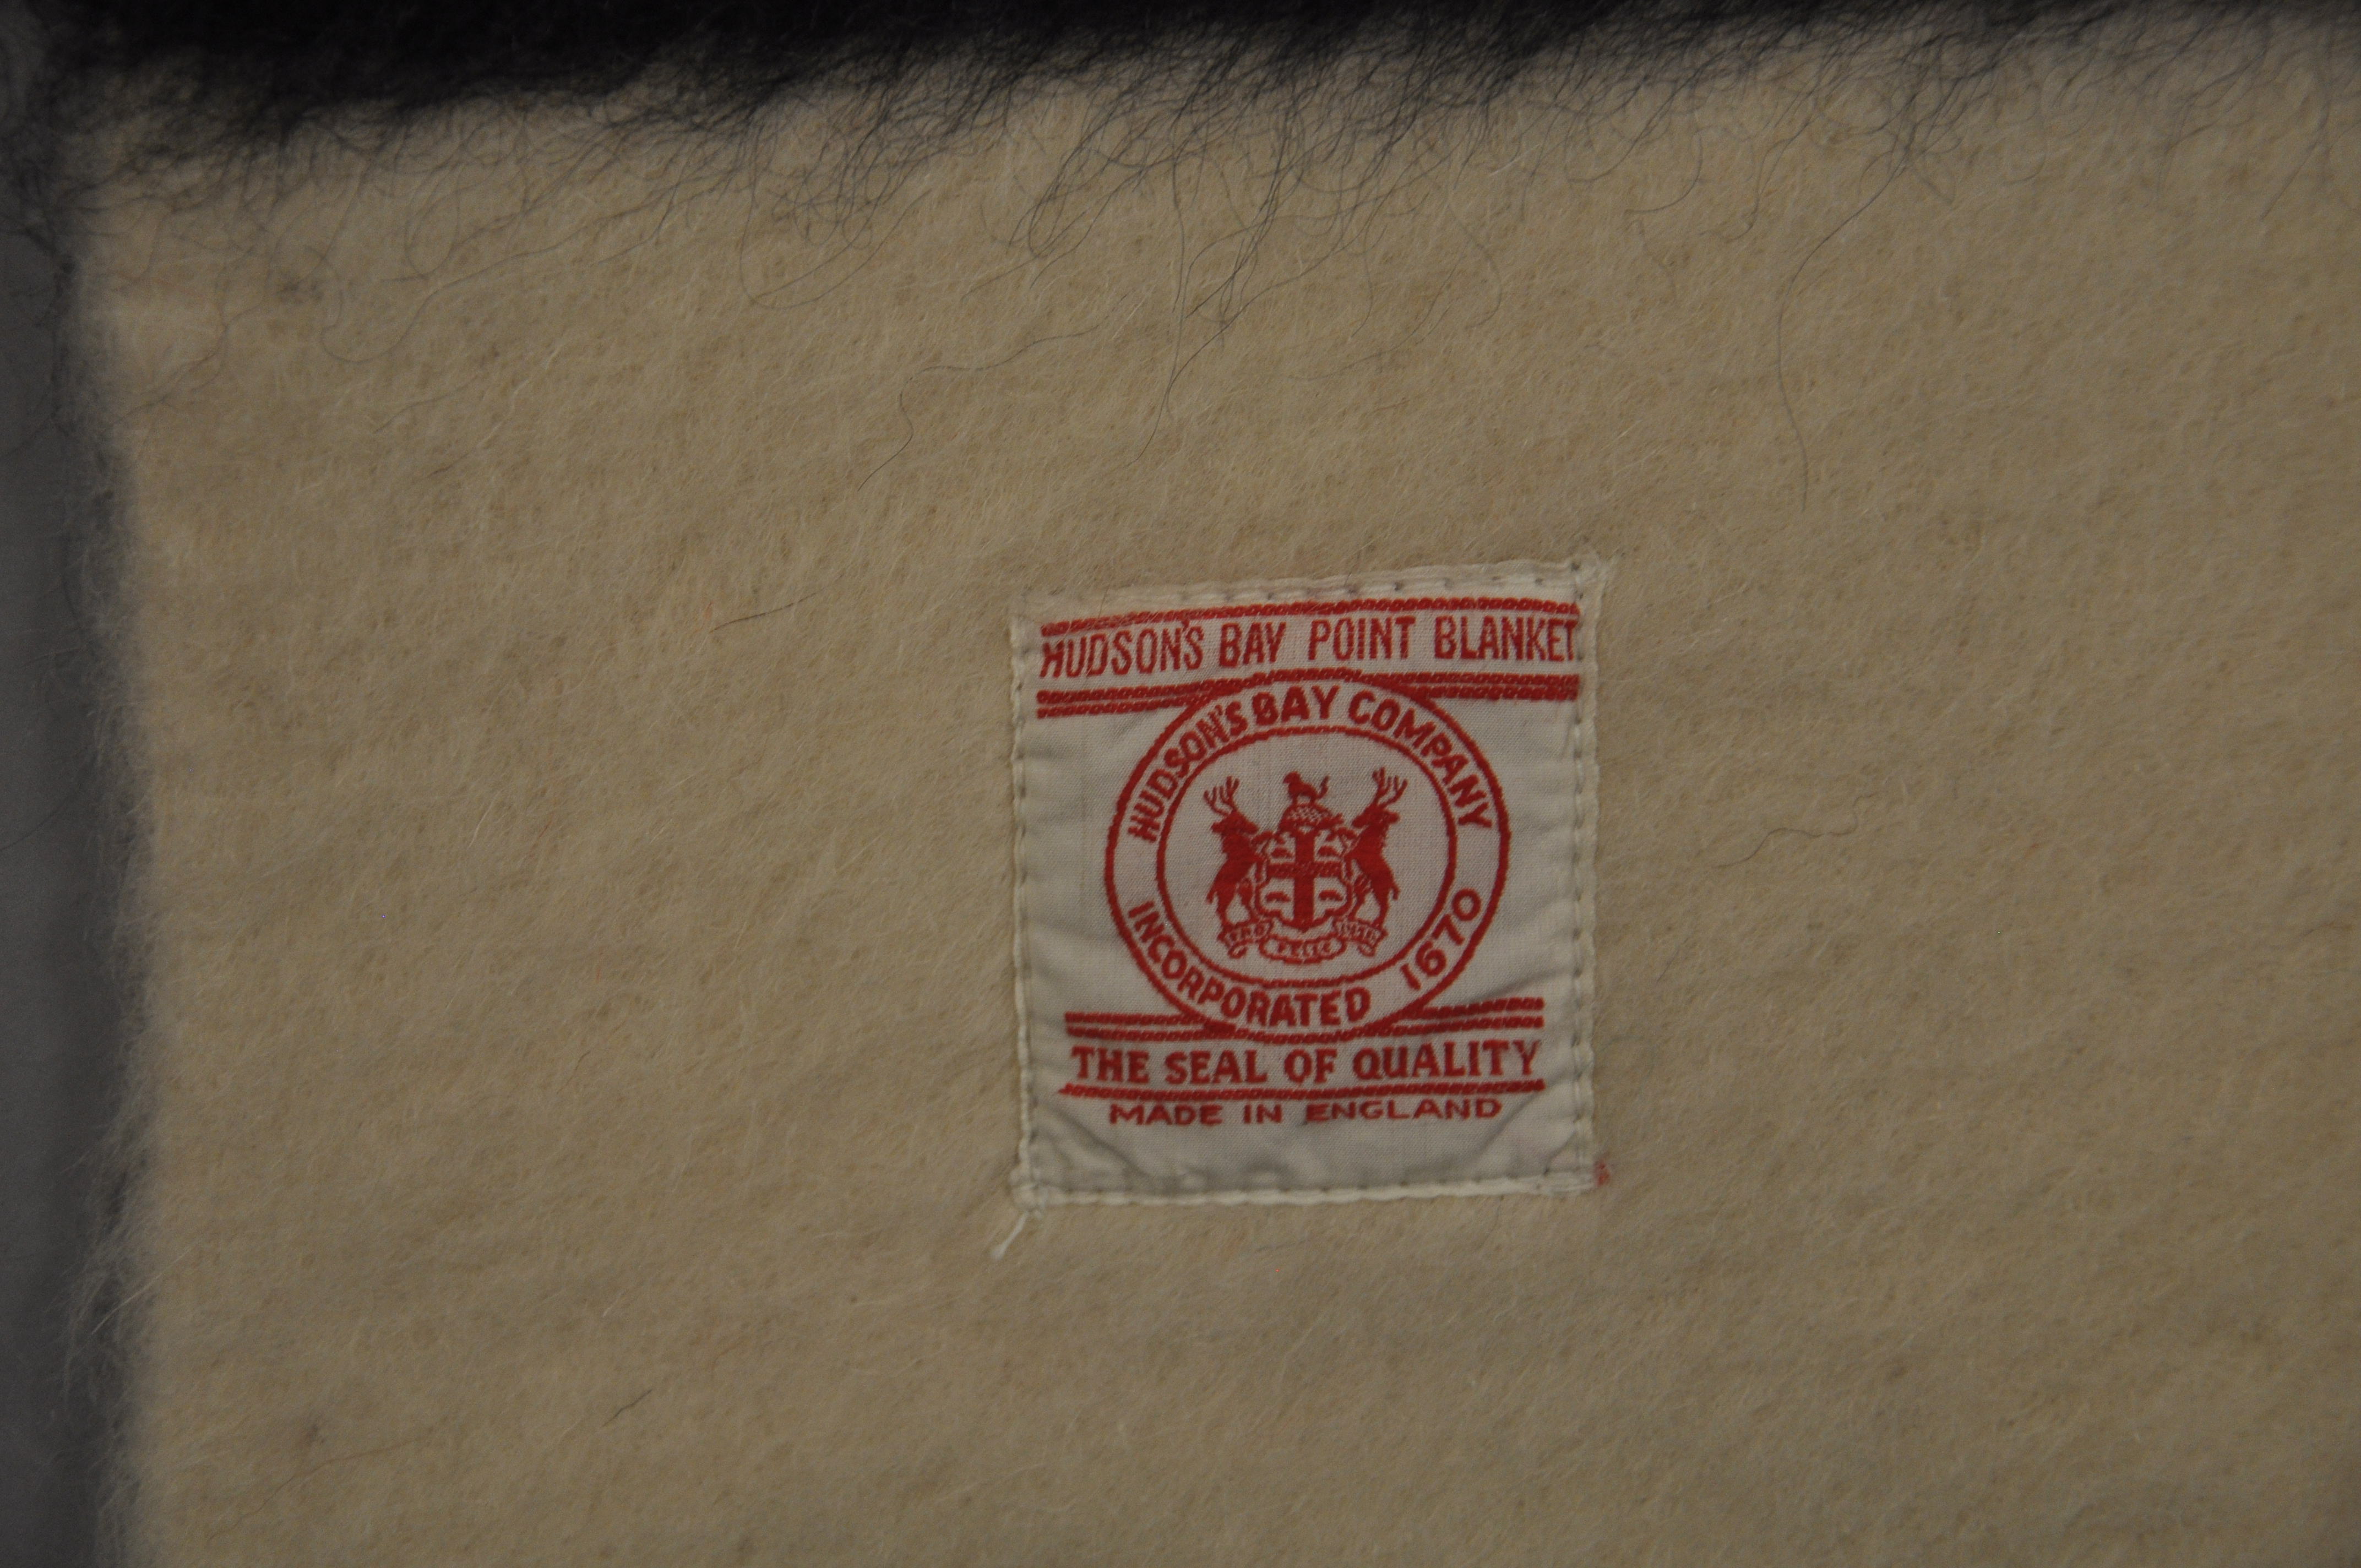 HUDSON'S BAY POINT BLANKET
HUDSON'S BAY COMPANY
INCORPORATED 1670
THE SEAL OF QUALITY
MADE IN ENGLAND